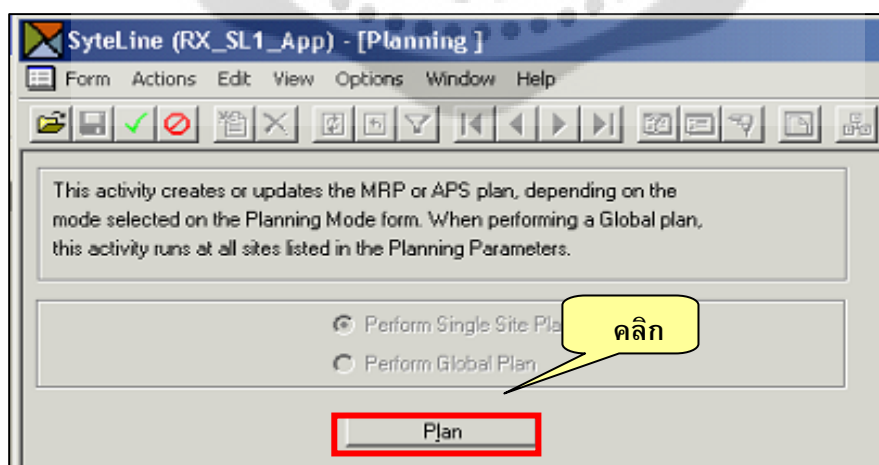 SyteLine (RX_SL1_App) - [Planning ]
Form Actions Edit View Options Window Help
This activity creates or updates the MRP or APS plan, depending on the
mode selected on the Planning Mode form. When performing a Global plan,
this activity runs at all sites listed in the Planning Parameters.
Perform Single Site Pla
คลิก
Perform Global Plan
Plan